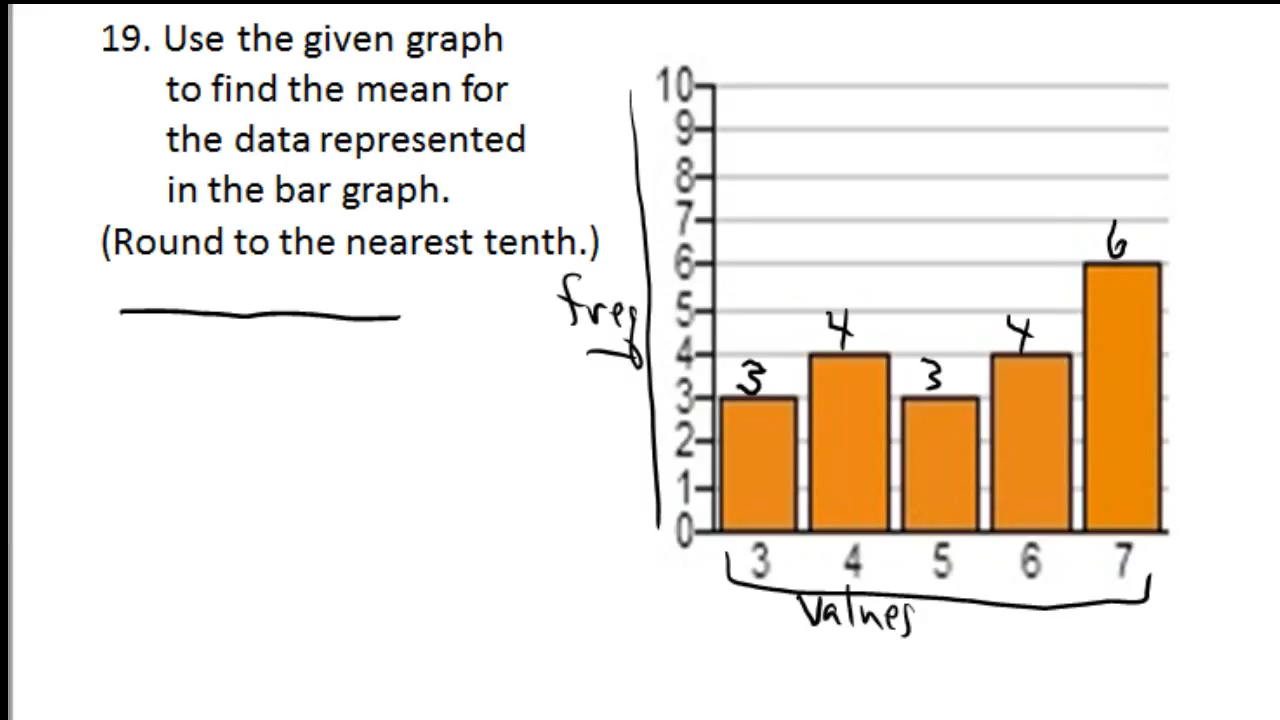 19. Use the given graph
to find the mean for
the data represented
in the bar graph.
(Round to the nearest tenth.)
10
9
8
7
6
5
4
3
2
1
0
freq
3
4
3
4
6
3 4 5 6 7
Values